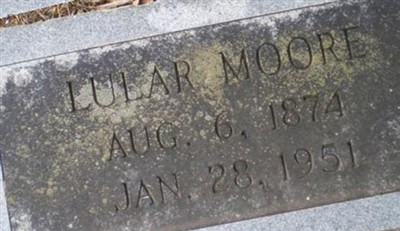 LULAR MOORE
AUG. 6, 1874
JAN. 28, 1951